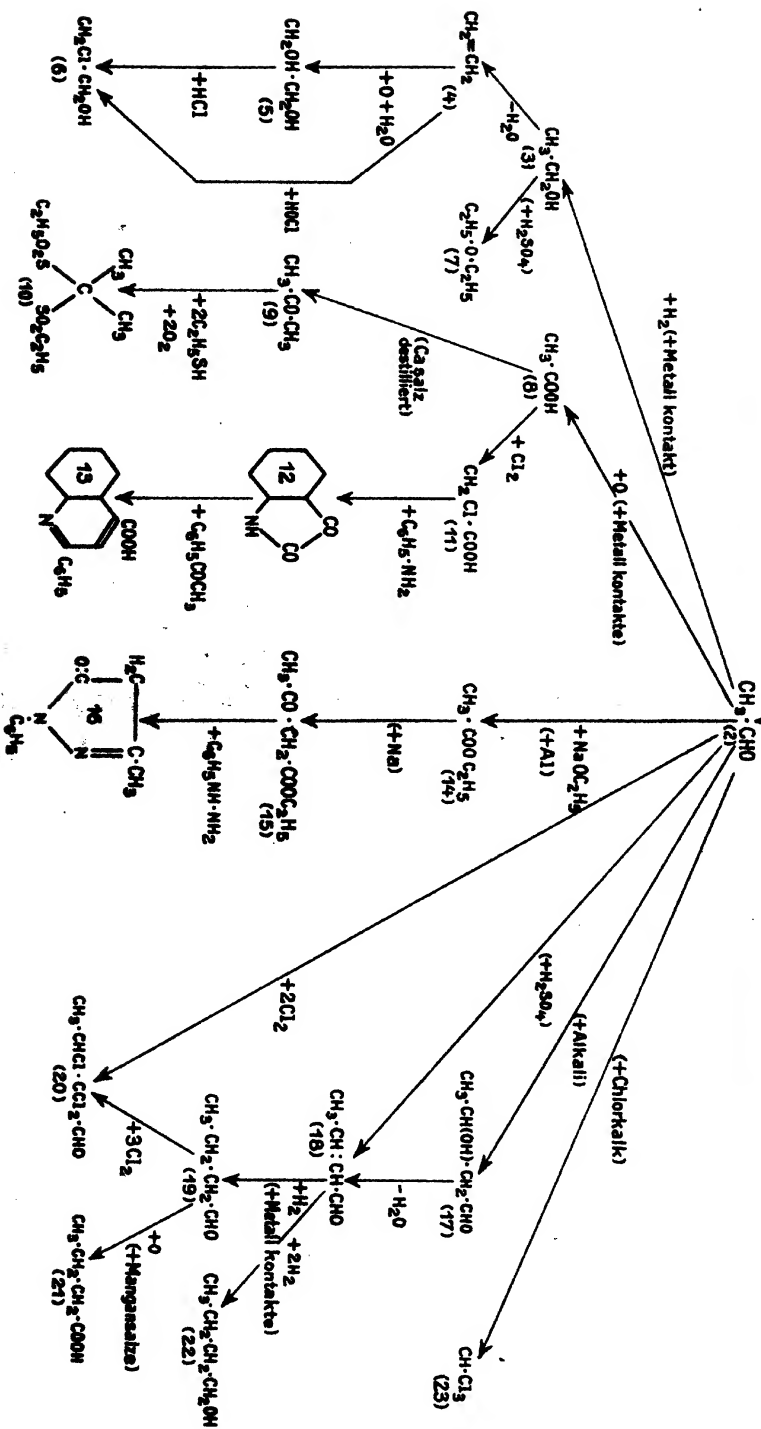 CH₃·CHO
(2)
+H₂(+Metall kontakt)
+O (+Metall kontakte)
+NaOC₂H₅
(+Al)
(+H₂SO₄)
(+Alkali)
(+Chlorkalk)
+2Cl₂
CH₃·CH₂OH
(3)
-H₂O
(+H₂SO₄)
CH₂=CH₂
(4)
C₂H₅·O·C₂H₅
(7)
+O+H₂O
+HOCl
CH₂OH·CH₂OH
(5)
+HCl
CH₂Cl·CH₂OH
(6)
CH₃·COOH
(8)
(Ca salz
destilliert)
+Cl₂
CH₃·CO·CH₃
(9)
+2C₂H₅SH
+2O₂
CH₃ CH₃
C
C₂H₅O₂S SO₂C₂H₅
(10)
CH₂Cl·COOH
(11)
+C₆H₅·NH₂
12
CO
CO
NH
+C₆H₅COCH₃
COOH
13
N C₆H₅
CH₃·COOC₂H₅
(14)
(+Na)
CH₃·CO·CH₂·COOC₂H₅
(15)
+C₆H₅NH·NH₂
H₂C C·CH₃
16
O:C N
N
C₆H₅
CH₃·CH(OH)·CH₂·CHO
(17)
-H₂O
CH₃·CH:CH·CHO
(18)
+H₂ +2H₂
(+Metall kontakte)
CH₃·CH₂·CH₂·CHO
(19)
CH₃·CH₂·CH₂·CH₂OH
(22)
+3Cl₂
+O
(+Mangansalze)
CH₃·CHCl·CCl₂·CHO
(20)
CH₃·CH₂·CH₂·COOH
(21)
CH·Cl₃
(23)